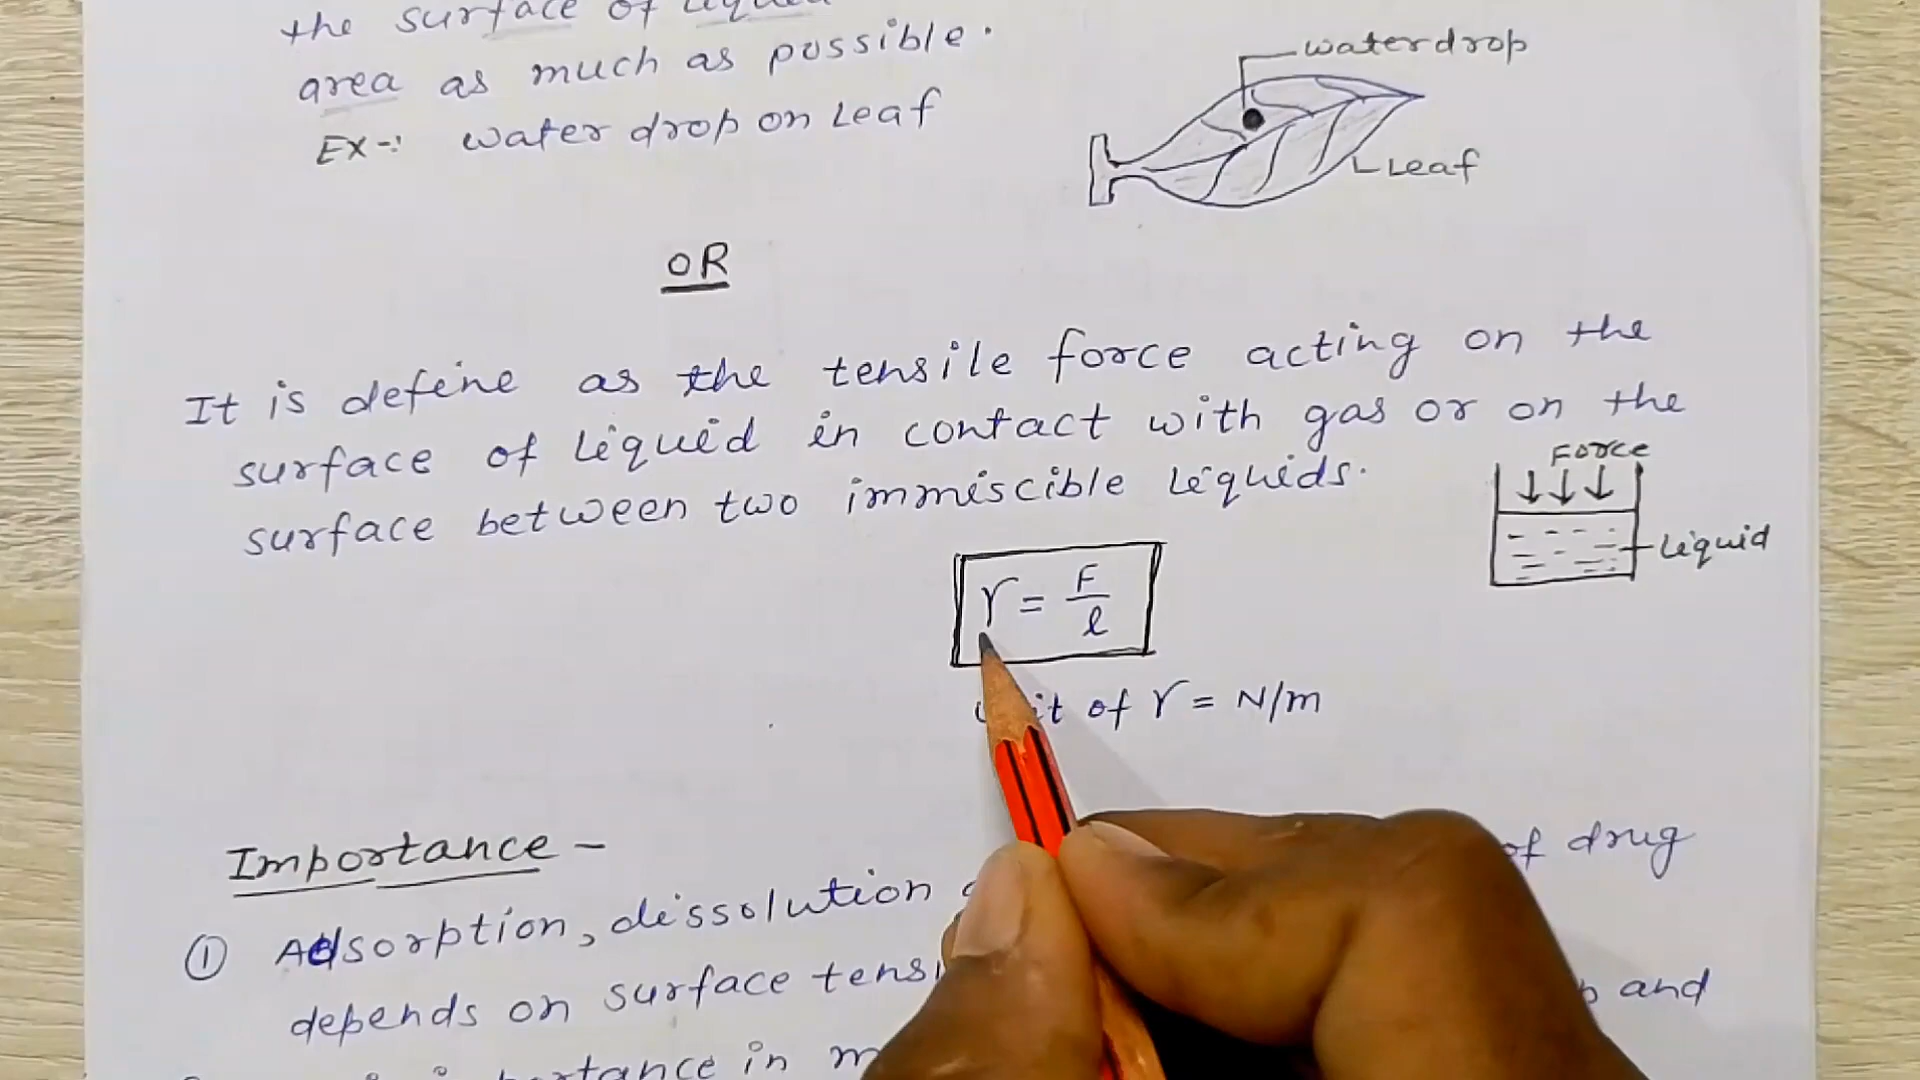 the surface of liquid
area as much as possible.
Ex-: water drop on Leaf
waterdrop
Leaf
OR
It is define as the tensile force acting on the
surface of liquid in contact with gas or on the
surface between two immiscible liquids.
Force
liquid
γ = F/l
of γ = N/m
Importance -
① Adsorption, dissolution of drug
depends on surface and
in